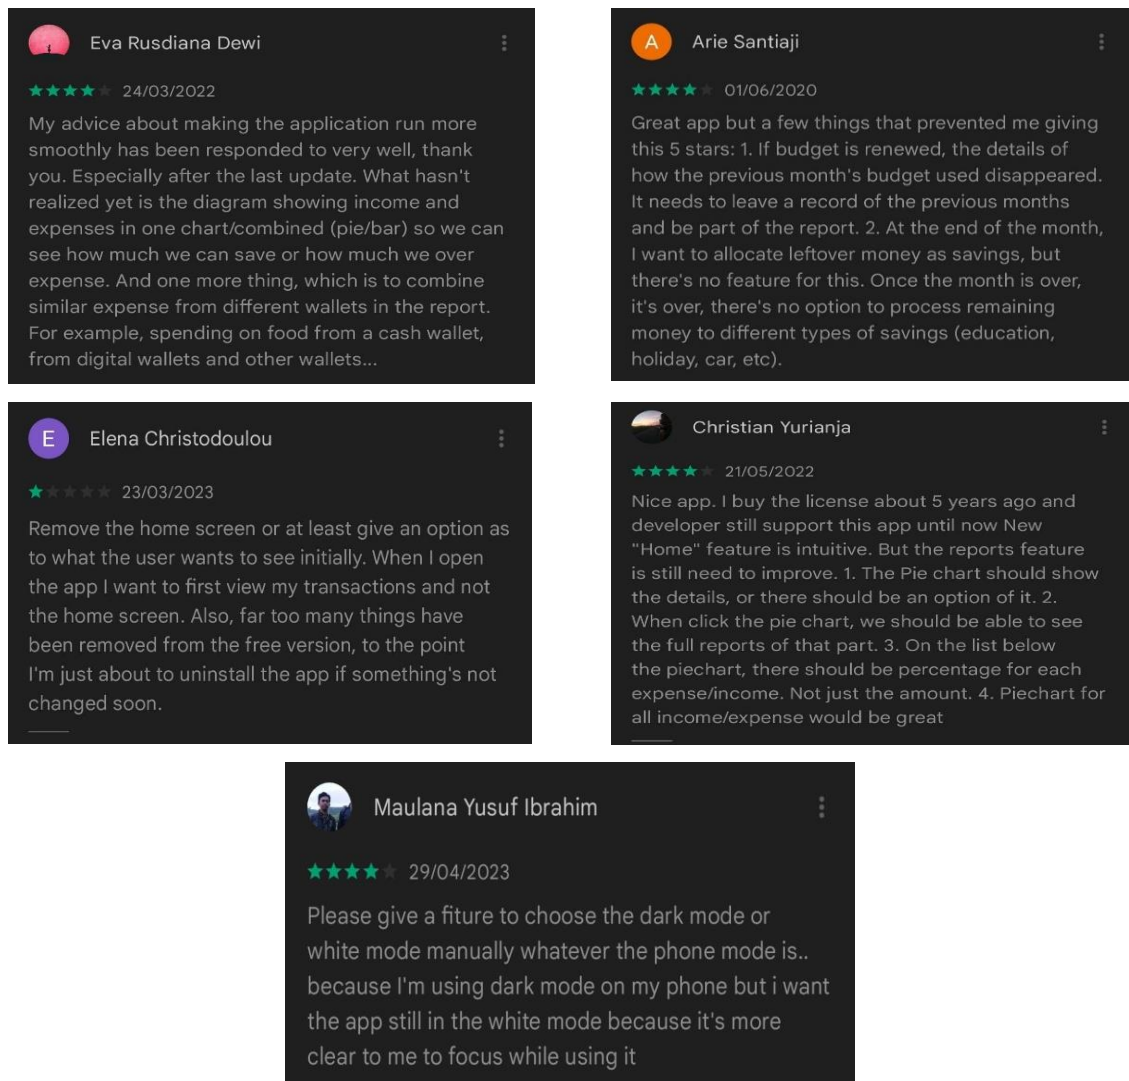 Eva Rusdiana Dewi
24/03/2022
My advice about making the application run more
smoothly has been responded to very well, thank
you. Especially after the last update. What hasn't
realized yet is the diagram showing income and
expenses in one chart/combined (pie/bar) so we can
see how much we can save or how much we over
expense. And one more thing, which is to combine
similar expense from different wallets in the report.
For example, spending on food from a cash wallet,
from digital wallets and other wallets...
A
Arie Santiaji
01/06/2020
Great app but a few things that prevented me giving
this 5 stars: 1. If budget is renewed, the details of
how the previous month's budget used disappeared.
It needs to leave a record of the previous months
and be part of the report. 2. At the end of the month,
I want to allocate leftover money as savings, but
there's no feature for this. Once the month is over,
it's over, there's no option to process remaining
money to different types of savings (education,
holiday, car, etc).
E
Elena Christodoulou
23/03/2023
Remove the home screen or at least give an option as
to what the user wants to see initially. When I open
the app I want to first view my transactions and not
the home screen. Also, far too many things have
been removed from the free version, to the point
I'm just about to uninstall the app if something's not
changed soon.
Christian Yurianja
21/05/2022
Nice app. I buy the license about 5 years ago and
developer still support this app until now New
"Home" feature is intuitive. But the reports feature
is still need to improve. 1. The Pie chart should show
the details, or there should be an option of it. 2.
When click the pie chart, we should be able to see
the full reports of that part. 3. On the list below
the piechart, there should be percentage for each
expense/income. Not just the amount. 4. Piechart for
all income/expense would be great
Maulana Yusuf Ibrahim
29/04/2023
Please give a fiture to choose the dark mode or
white mode manually whatever the phone mode is..
because I'm using dark mode on my phone but i want
the app still in the white mode because it's more
clear to me to focus while using it